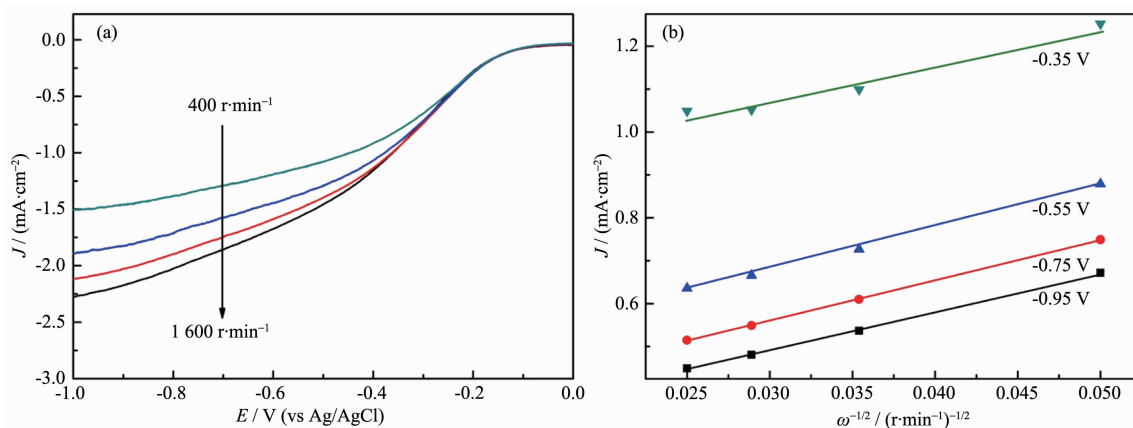 (a)
0.0
-0.5
-1.0
-1.5
-2.0
-2.5
-3.0
J / (mA·cm⁻²)
400 r·min⁻¹
1 600 r·min⁻¹
-1.0 -0.8 -0.6 -0.4 -0.2 0.0
E / V (vs Ag/AgCl)
(b)
1.2
1.0
0.8
0.6
J / (mA·cm⁻²)
-0.35 V
-0.55 V
-0.75 V
-0.95 V
0.025 0.030 0.035 0.040 0.045 0.050
ω⁻¹/² / (r·min⁻¹)⁻¹/²